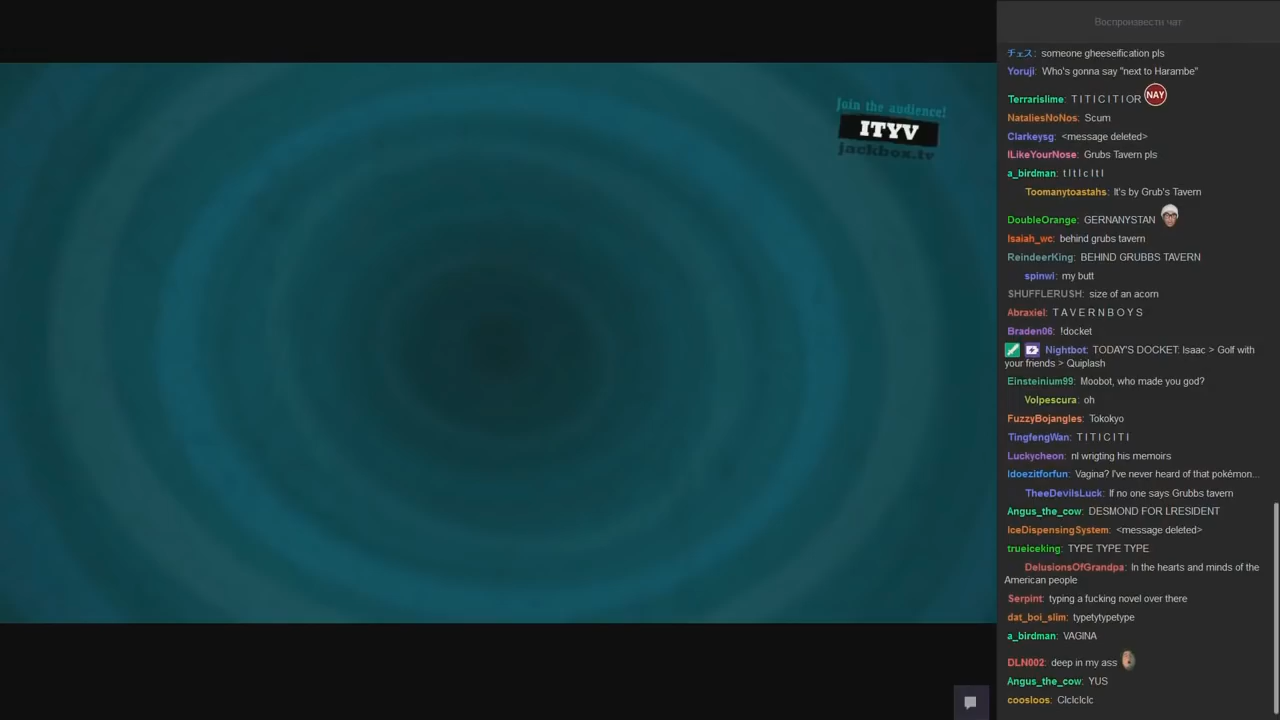 Воспроизвести чат
Join the audience!
ITYV
jackbox.tv
チェス: someone gheeseification pls
Yoruji: Who's gonna say "next to Harambe"
Terrarislime: T I T I C I T I OR NAY
NataliesNoNos: Scum
Clarkeysg: <message deleted>
ILikeYourNose: Grubs Tavern pls
a_birdman: t I t I c I t I
Toomanytoastahs: It's by Grub's Tavern
DoubleOrange: GERNANYSTAN
Isaiah_wc: behind grubs tavern
ReindeerKing: BEHIND GRUBBS TAVERN
spinwi: my butt
SHUFFLERUSH: size of an acorn
Abraxiel: T A V E R N B O Y S
Braden06: !docket
Nightbot: TODAY'S DOCKET: Isaac > Golf with
your friends > Quiplash
Einsteinium99: Moobot, who made you god?
Volpescura: oh
FuzzyBojangles: Tokokyo
TingfengWan: T I T I C I T I
Luckycheon: nl wrigting his memoirs
Idoezitforfun: Vagina? I've never heard of that pokémon...
TheeDevilsLuck: If no one says Grubbs tavern
Angus_the_cow: DESMOND FOR LRESIDENT
IceDispensingSystem: <message deleted>
trueiceking: TYPE TYPE TYPE
DelusionsOfGrandpa: In the hearts and minds of the
American people
Serpint: typing a fucking novel over there
dat_boi_slim: typetytypetype
a_birdman: VAGINA
DLN002: deep in my ass
Angus_the_cow: YUS
coosloos: Clclclclc